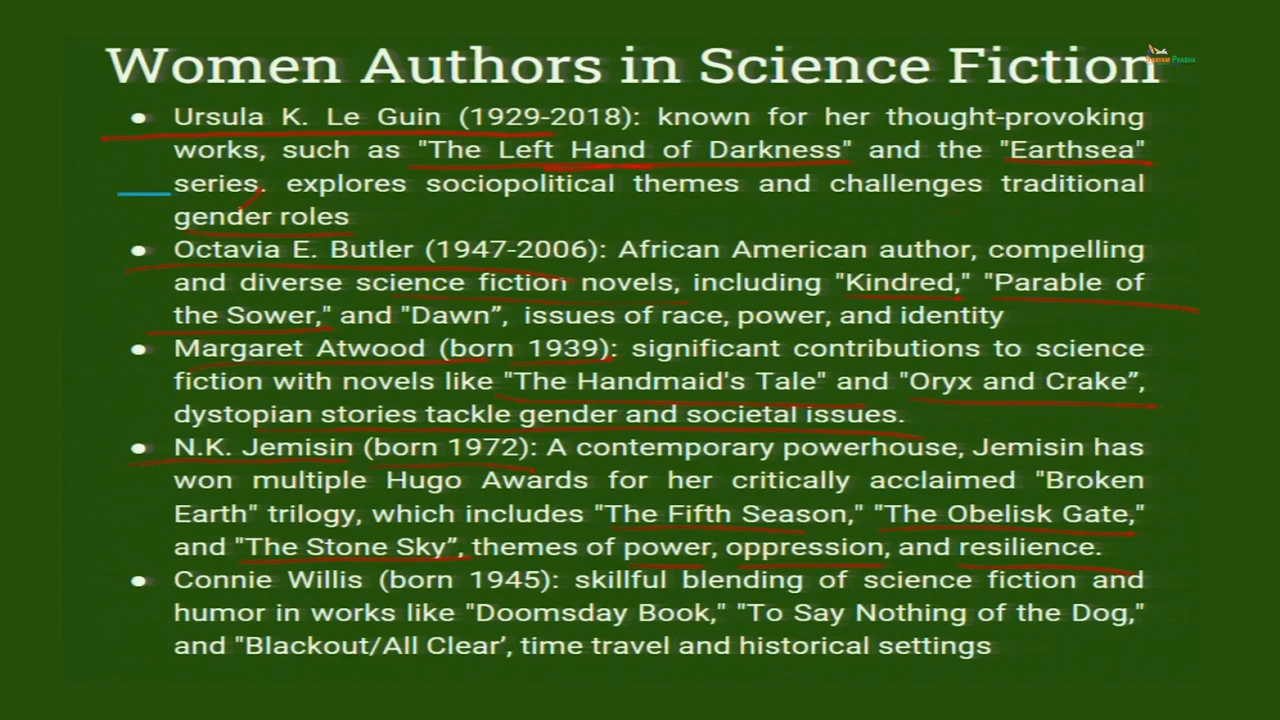 Women Authors in Science Fiction
SWAYAM PRABHA
• Ursula K. Le Guin (1929-2018): known for her thought-provoking
works, such as "The Left Hand of Darkness" and the "Earthsea"
series. explores sociopolitical themes and challenges traditional
gender roles
• Octavia E. Butler (1947-2006): African American author, compelling
and diverse science fiction novels, including "Kindred," "Parable of
the Sower," and "Dawn”, issues of race, power, and identity
• Margaret Atwood (born 1939): significant contributions to science
fiction with novels like "The Handmaid's Tale" and "Oryx and Crake”,
dystopian stories tackle gender and societal issues.
• N.K. Jemisin (born 1972): A contemporary powerhouse, Jemisin has
won multiple Hugo Awards for her critically acclaimed "Broken
Earth" trilogy, which includes "The Fifth Season," "The Obelisk Gate,"
and "The Stone Sky”, themes of power, oppression, and resilience.
• Connie Willis (born 1945): skillful blending of science fiction and
humor in works like "Doomsday Book," "To Say Nothing of the Dog,"
and "Blackout/All Clear’, time travel and historical settings